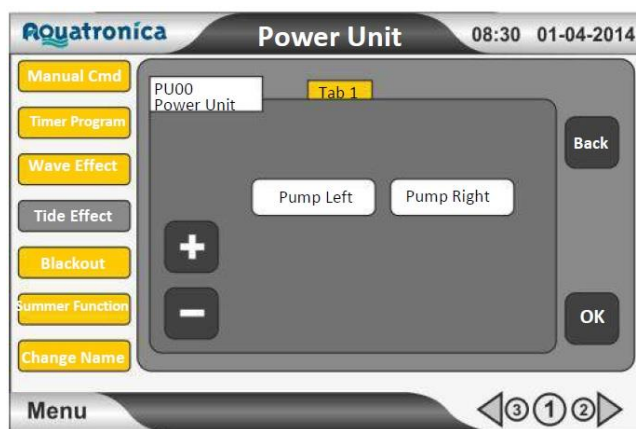 Aquatronica
Power Unit
08:30 01-04-2014
Manual Cmd
Timer Program
Wave Effect
Tide Effect
Blackout
Summer Function
Change Name
PU00
Power Unit
Tab 1
Pump Left
Pump Right
+
-
Back
OK
Menu
3 1 2